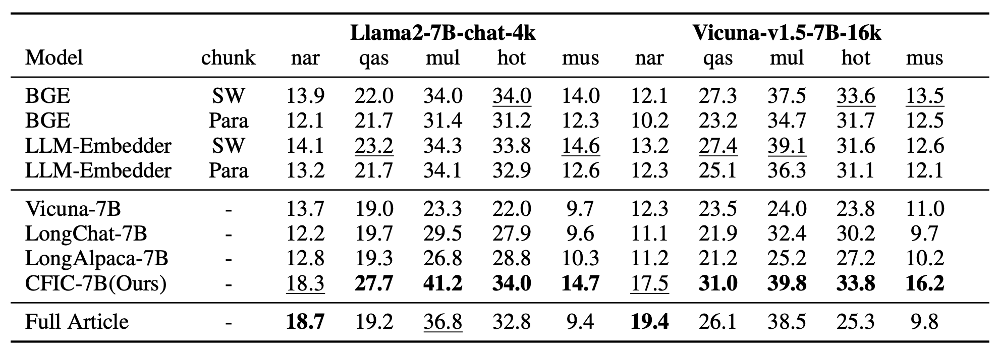 Llama2-7B-chat-4k Vicuna-v1.5-7B-16k
Model chunk nar qas mul hot mus nar qas mul hot mus
BGE SW 13.9 22.0 34.0 34.0 14.0 12.1 27.3 37.5 33.6 13.5
BGE Para 12.1 21.7 31.4 31.2 12.3 10.2 23.2 34.7 31.7 12.5
LLM-Embedder SW 14.1 23.2 34.3 33.8 14.6 13.2 27.4 39.1 31.6 12.6
LLM-Embedder Para 13.2 21.7 34.1 32.9 12.6 12.3 25.1 36.3 31.1 12.1
Vicuna-7B - 13.7 19.0 23.3 22.0 9.7 12.3 23.5 24.0 23.8 11.0
LongChat-7B - 12.2 19.7 29.5 27.9 9.6 11.1 21.9 32.4 30.2 9.7
LongAlpaca-7B - 12.8 19.3 26.8 28.8 10.3 11.2 21.2 25.2 27.2 10.2
CFIC-7B(Ours) - 18.3 27.7 41.2 34.0 14.7 17.5 31.0 39.8 33.8 16.2
Full Article - 18.7 19.2 36.8 32.8 9.4 19.4 26.1 38.5 25.3 9.8